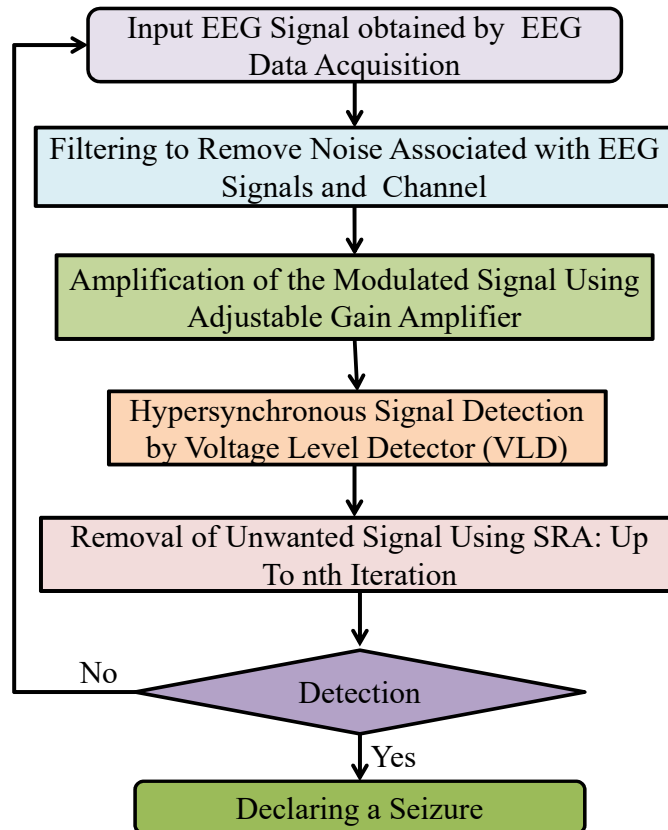 Input EEG Signal obtained by EEG
Data Acquisition
Filtering to Remove Noise Associated with EEG
Signals and Channel
Amplification of the Modulated Signal Using
Adjustable Gain Amplifier
Hypersynchronous Signal Detection
by Voltage Level Detector (VLD)
Removal of Unwanted Signal Using SRA: Up
To nth Iteration
No
Detection
Yes
Declaring a Seizure